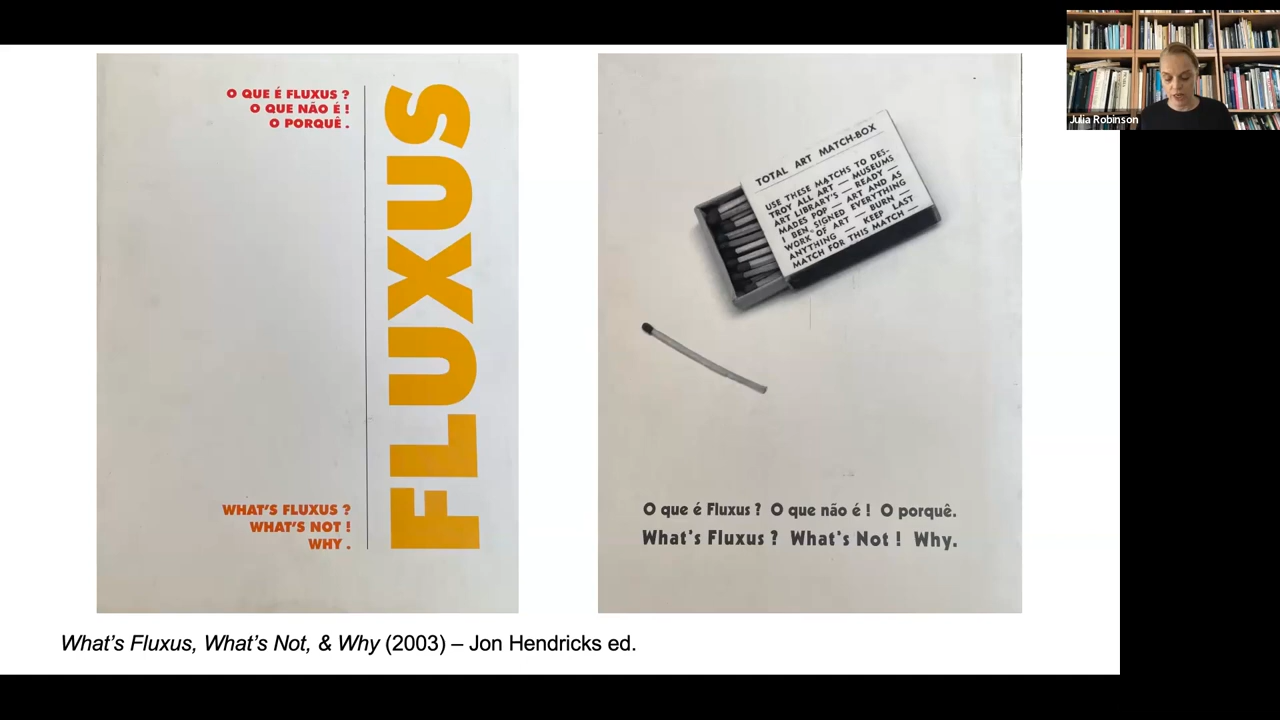 O QUE É FLUXUS ?
O QUE NÃO É !
O PORQUÊ .
FLUXUS
WHAT'S FLUXUS ?
WHAT'S NOT !
WHY .
TOTAL ART MATCH-BOX
USE THESE MATCHS TO DES-
TROY ALL ART — MUSEUMS
ART LIBRARY'S — READY —
MADES POP — ART AND AS
I BEN SIGNED EVERYTHING
WORK OF ART — BURN —
ANYTHING — KEEP LAST
MATCH FOR THIS MATCH —
O que é Fluxus ? O que não é ! O porquê.
What's Fluxus ? What's Not ! Why.
What's Fluxus, What's Not, & Why (2003) – Jon Hendricks ed.
Julia Robinson